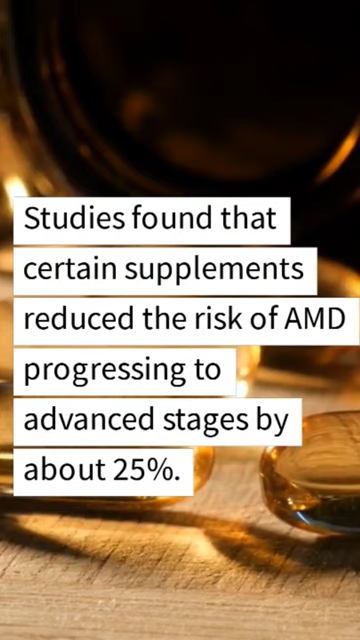 Studies found that
certain supplements
reduced the risk of AMD
progressing to
advanced stages by
about 25%.